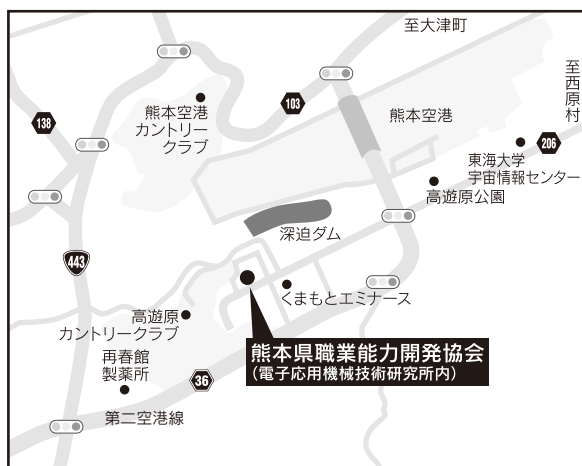 至大津町
至西原村
103
138
熊本空港
カントリー
クラブ
熊本空港
206
東海大学
宇宙情報センター
高遊原公園
深迫ダム
443
くまもとエミナース
高遊原
カントリークラブ
熊本県職業能力開発協会
(電子応用機械技術研究所内)
再春館
製薬所
36
第二空港線